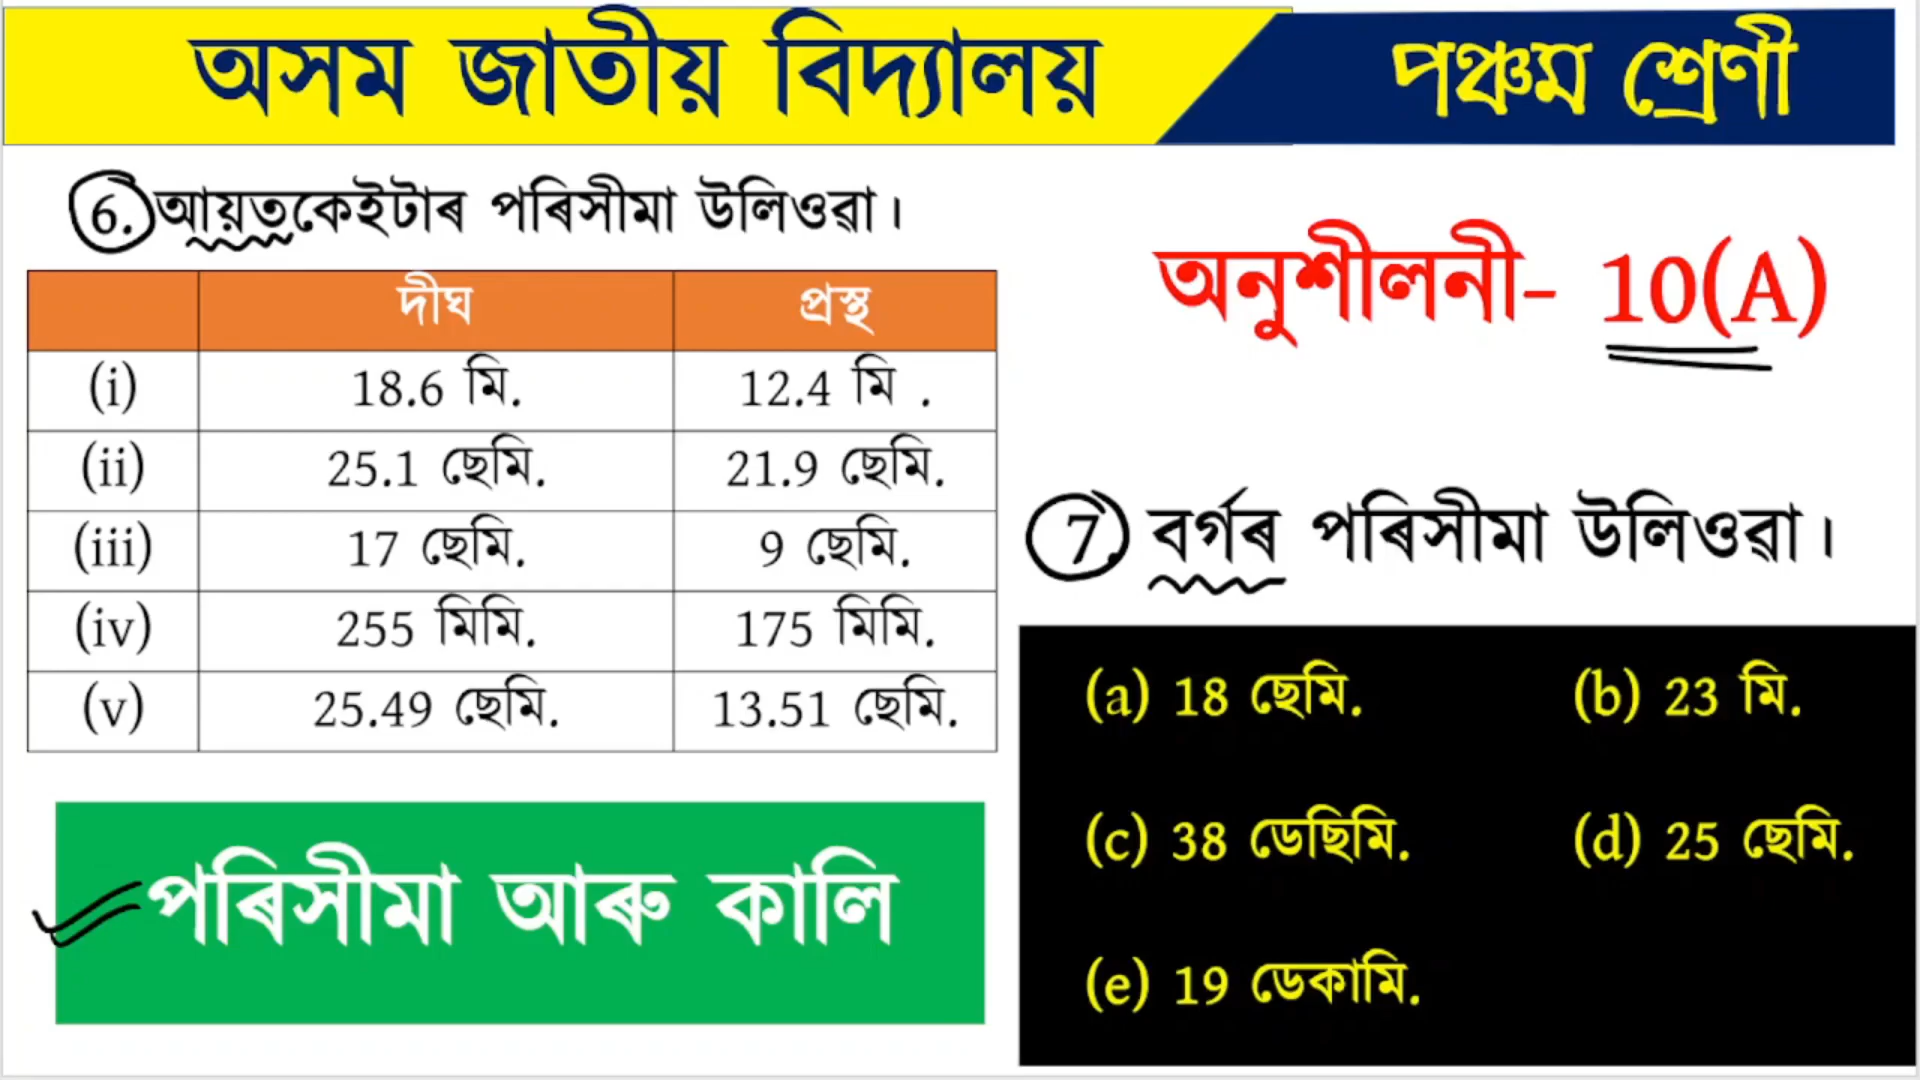 অসম জাতীয় বিদ্যালয়
পঞ্চম শ্ৰেণী
6. আয়তকেইটাৰ পৰিসীমা উলিওৱা।
দীঘ প্ৰস্থ
(i) 18.6 মি. 12.4 মি .
(ii) 25.1 ছেমি. 21.9 ছেমি.
(iii) 17 ছেমি. 9 ছেমি.
(iv) 255 মিমি. 175 মিমি.
(v) 25.49 ছেমি. 13.51 ছেমি.
পৰিসীমা আৰু কালি
অনুশীলনী- 10(A)
7. বৰ্গৰ পৰিসীমা উলিওৱা।
(a) 18 ছেমি. (b) 23 মি.
(c) 38 ডেছিমি. (d) 25 ছেমি.
(e) 19 ডেকামি.